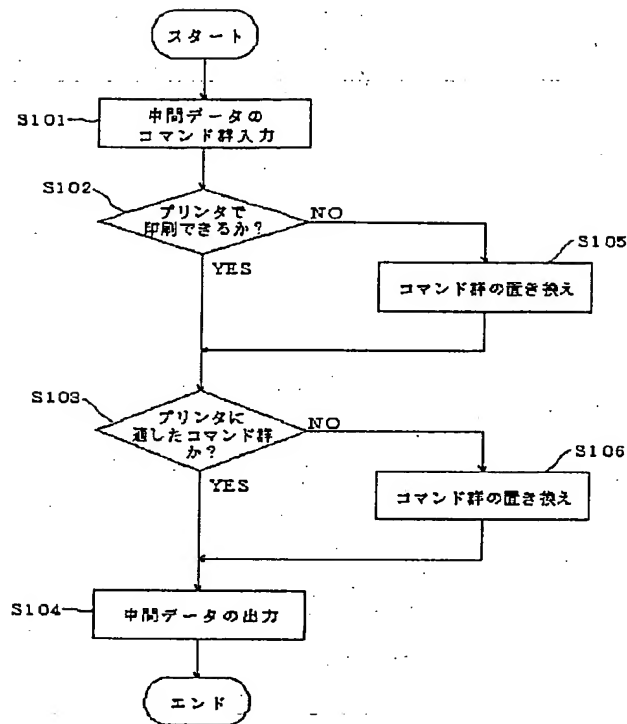 スタート
S101
中間データの
コマンド群入力
S102
プリンタで
印刷できるか?
NO
YES
S105
コマンド群の置き換え
S103
プリンタに
適したコマンド群
か?
NO
YES
S106
コマンド群の置き換え
S104
中間データの出力
エンド